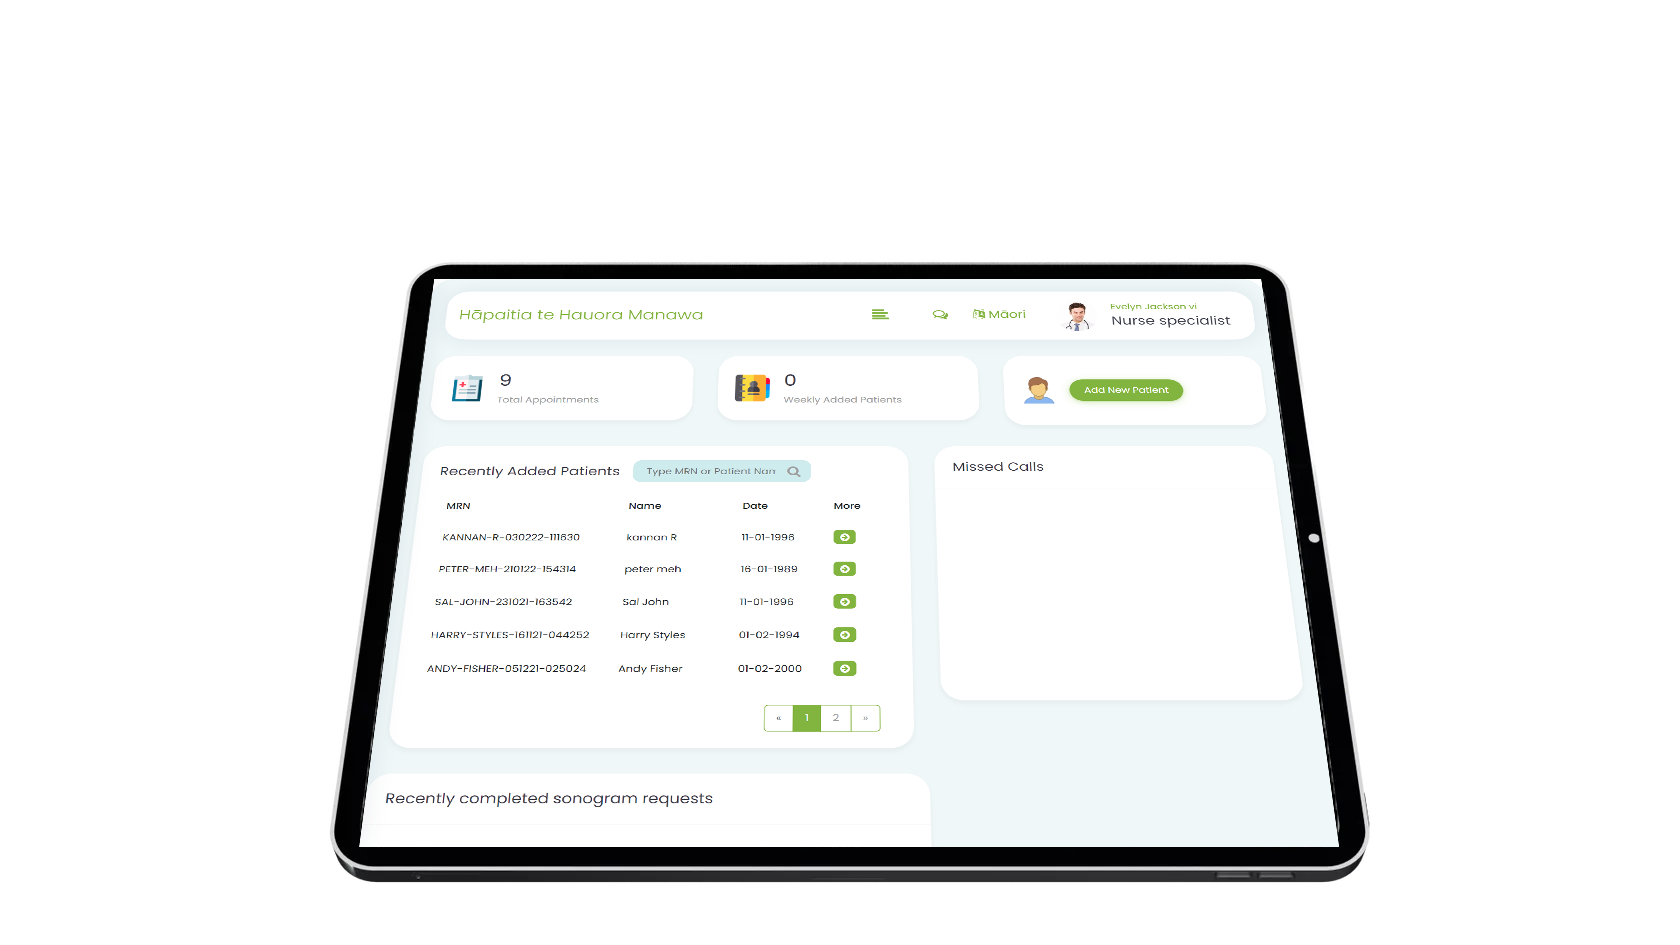 Hāpaitia te Hauora Manawa
Māori
Evelyn Jackson vi
Nurse specialist
9
Total Appointments
0
Weekly Added Patients
Add New Patient
Recently Added Patients
Type MRN or Patient Nam
Missed Calls
MRN Name Date More
KANNAN-R-030222-111630 kannan R 11-01-1996
PETER-MEH-210122-154314 peter meh 16-01-1989
SAL-JOHN-231021-163542 Sal John 11-01-1996
HARRY-STYLES-161121-044252 Harry Styles 01-02-1994
ANDY-FISHER-051221-025024 Andy Fisher 01-02-2000
« 1 2 »
Recently completed sonogram requests